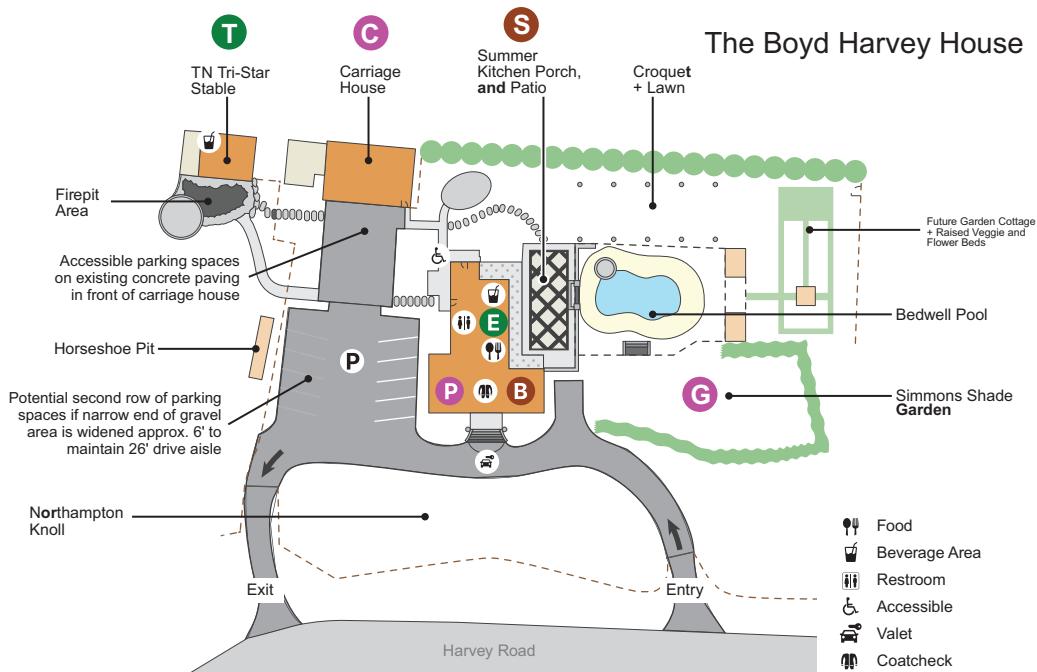 The Boyd Harvey House
T
C
S
TN Tri-Star
Stable
Carriage
House
Summer
Kitchen Porch,
and Patio
Croquet
+ Lawn
Firepit
Area
Future Garden Cottage
+ Raised Veggie and
Flower Beds
Accessible parking spaces
on existing concrete paving
in front of carriage house
Bedwell Pool
E
Horseshoe Pit
P
Potential second row of parking
spaces if narrow end of gravel
area is widened approx. 6' to
maintain 26' drive aisle
P
B
G
Simmons Shade
Garden
Northampton
Knoll
Exit
Entry
Harvey Road
Food
Beverage Area
Restroom
Accessible
Valet
Coatcheck